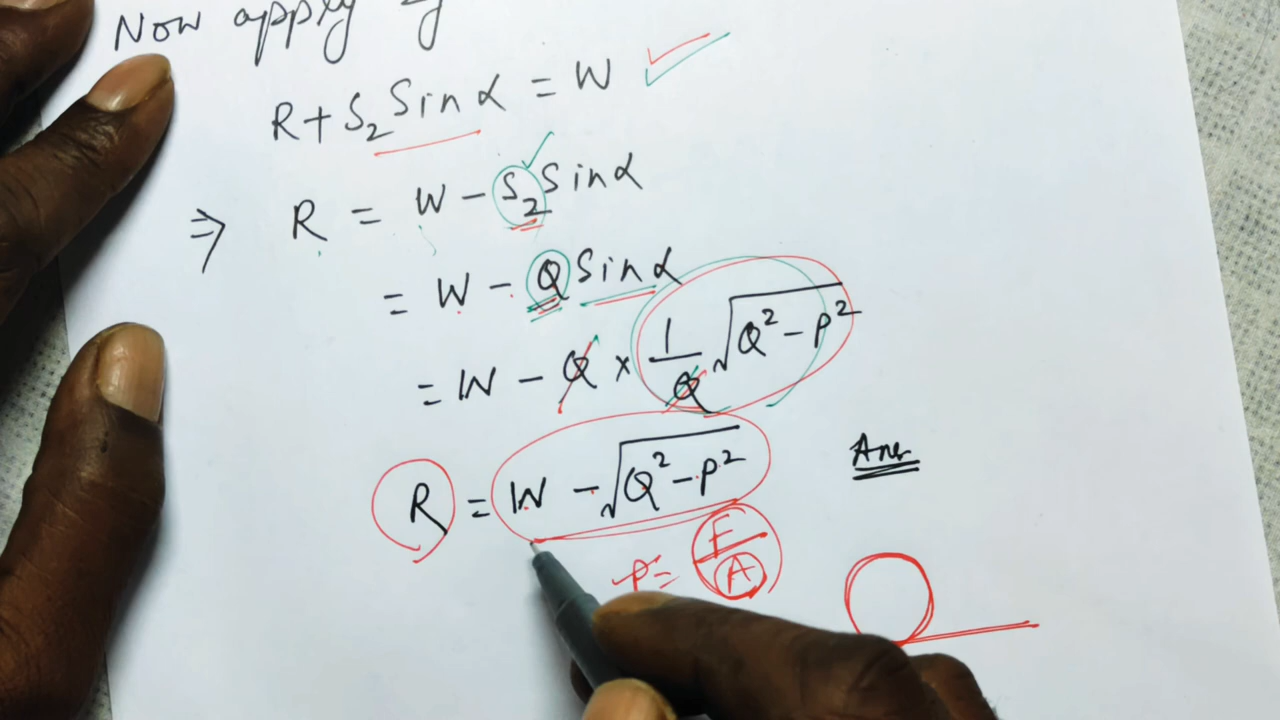 Now apply
R + S₂ Sin α = W
⇒ R = W - S₂ Sin α
= W - Q Sin α
= W - Q × 1/Q √Q² - P²
R = W - √Q² - P²
Ans
P = F/A